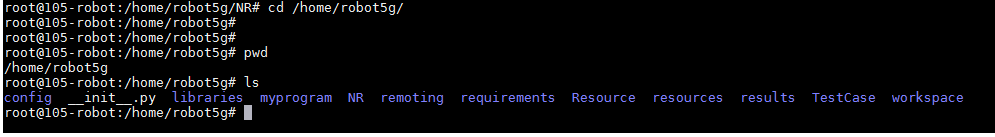 root@105-robot:/home/robot5g/NR# cd /home/robot5g/
root@105-robot:/home/robot5g#
root@105-robot:/home/robot5g#
root@105-robot:/home/robot5g# pwd
/home/robot5g
root@105-robot:/home/robot5g# ls
config  __init__.py  libraries  myprogram  NR  remoting  requirements  Resource  resources  results  TestCase  workspace
root@105-robot:/home/robot5g#